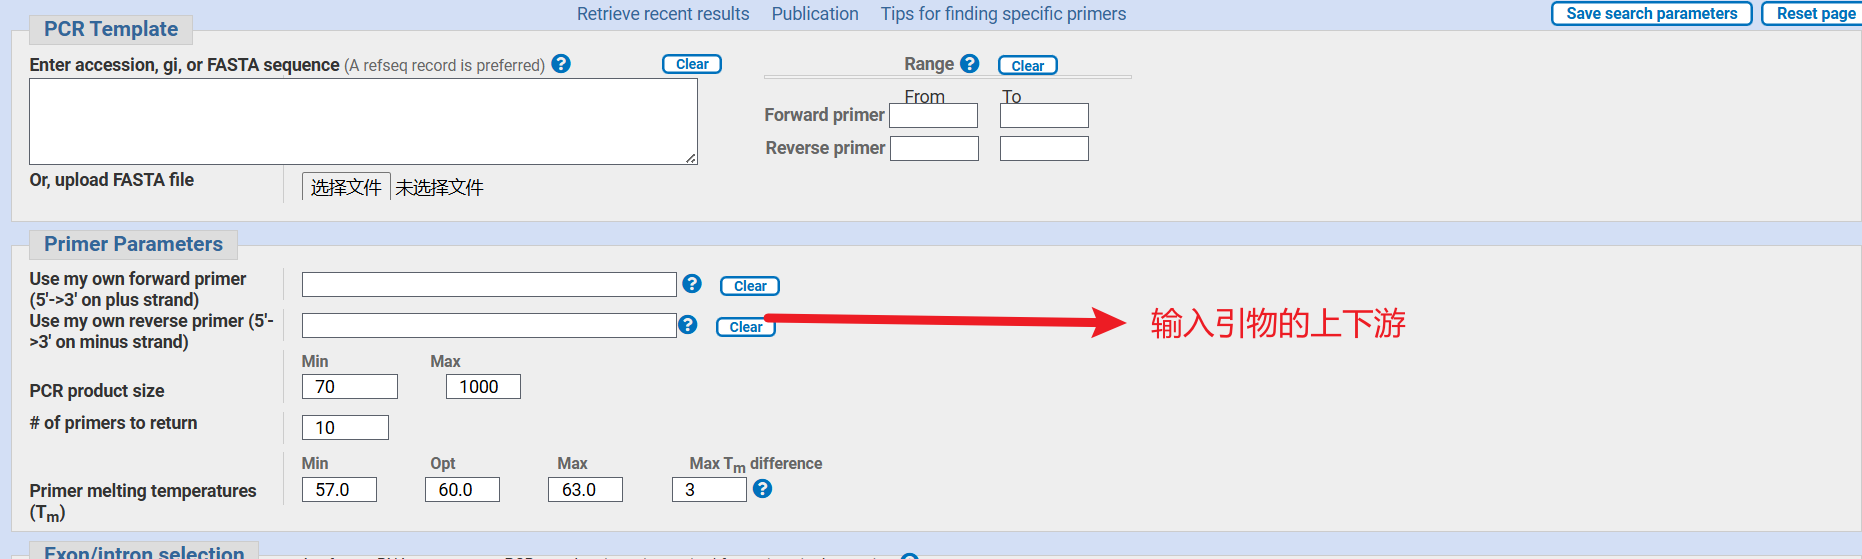 Retrieve recent results Publication Tips for finding specific primers Save search parameters Reset page
PCR Template
Enter accession, gi, or FASTA sequence (A refseq record is preferred) ? Clear Range ? Clear
From To
Forward primer
Reverse primer
Or, upload FASTA file 选择文件 未选择文件
Primer Parameters
Use my own forward primer
(5'->3' on plus strand) ? Clear
Use my own reverse primer (5'-
>3' on minus strand) ? Clear 输入引物的上下游
Min Max
PCR product size 70 1000
# of primers to return 10
Min Opt Max Max Tm difference
Primer melting temperatures
(Tm) 57.0 60.0 63.0 3 ?
Exon/intron selection